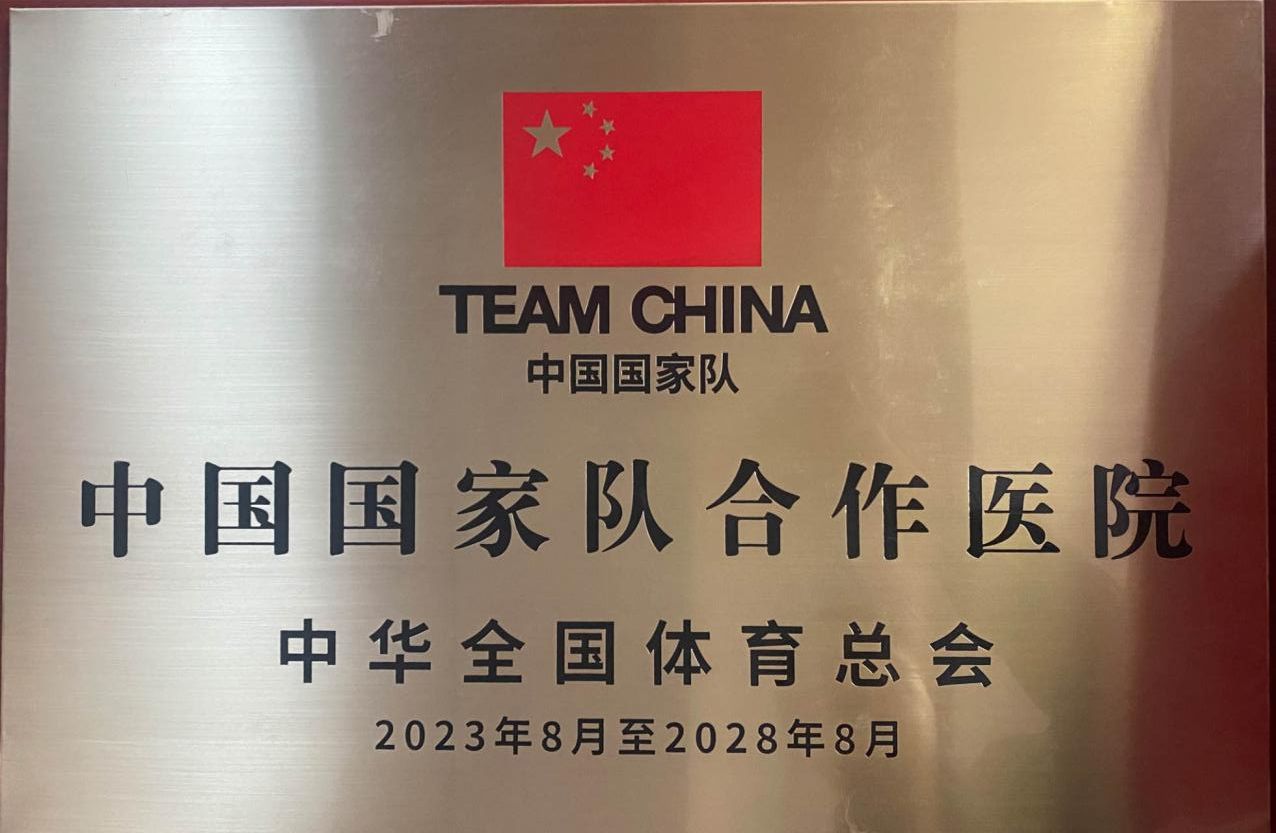 TEAM CHINA
中国国家队
中国国家队合作医院
中华全国体育总会
2023年8月至2028年8月